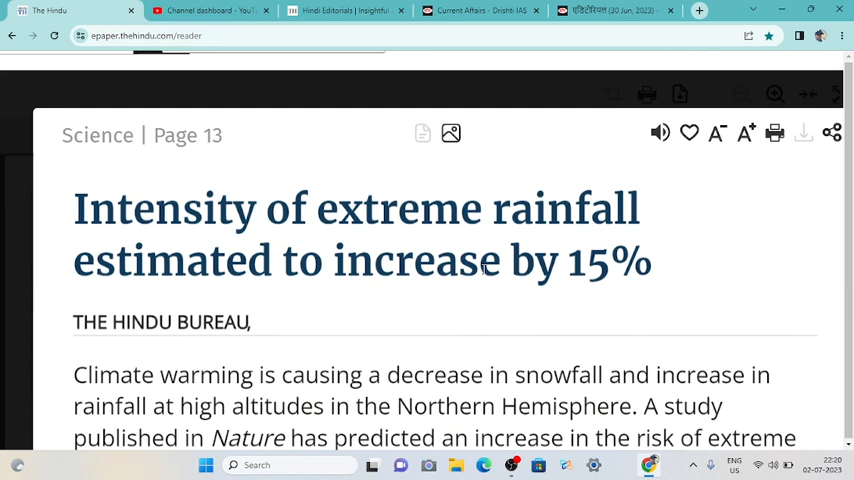 The Hindu
Channel dashboard - YouT
Hindi Editorials | Insightful
Current Affairs - Drishti IAS
एडिटोरियल (30 Jun, 2023) -
epaper.thehindu.com/reader
Science | Page 13
A- A+
Intensity of extreme rainfall
estimated to increase by 15%
THE HINDU BUREAU,
Climate warming is causing a decrease in snowfall and increase in
rainfall at high altitudes in the Northern Hemisphere. A study
published in Nature has predicted an increase in the risk of extreme
Search
ENG
US
22:20
02-07-2023